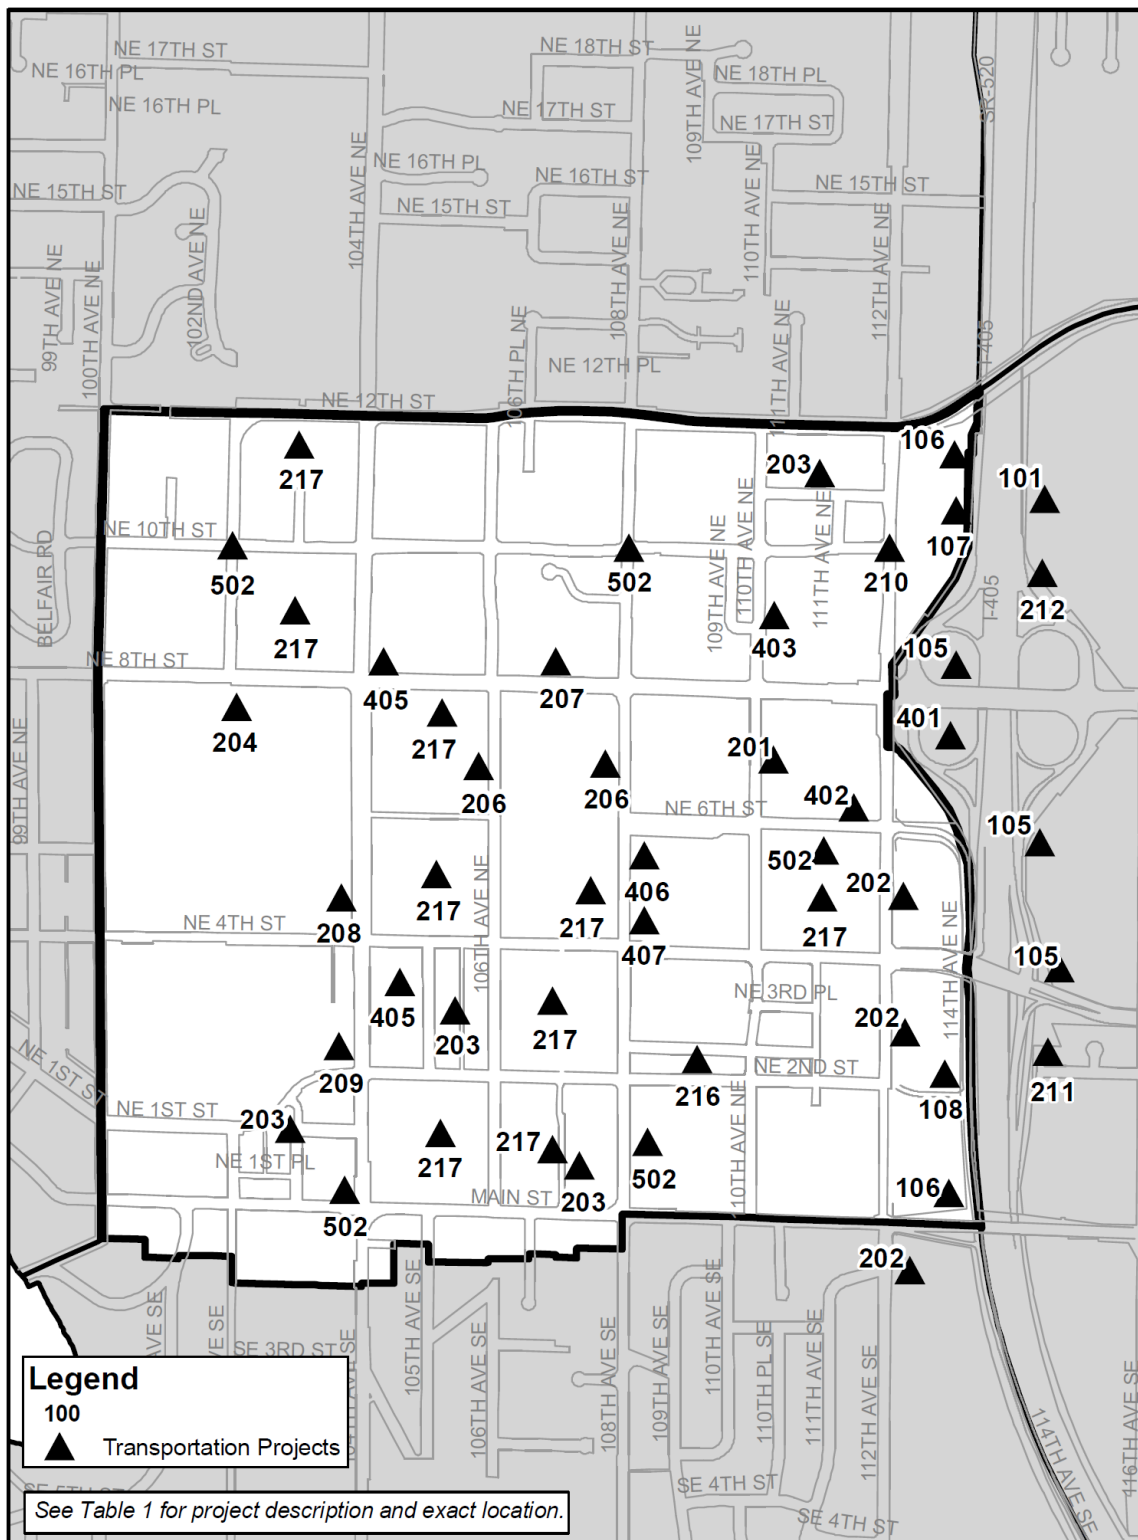 NE 17TH ST
NE 18TH ST
NE 16TH PL
NE 18TH PL
109TH AVE NE
SR-520
NE 16TH PL
NE 17TH ST
NE 17TH ST
104TH AVE NE
NE 16TH PL
NE 16TH ST
110TH AVE NE
NE 15TH ST
NE 15TH ST
NE 15TH ST
102ND AVE NE
108TH AVE NE
112TH AVE NE
99TH AVE NE
100TH AVE NE
I-405
106TH PL NE
NE 12TH PL
111TH AVE NE
NE 12TH ST
106
217
203
101
107
NE 10TH ST
BELFAIR RD
502
502
109TH AVE NE
110TH AVE NE
111TH AVE NE
210
I-405
212
217
403
NE 8TH ST
405
207
105
204
217
401
201
206
206
402
NE 6TH ST
99TH AVE NE
105
502
202
406
217
217
217
208
NE 4TH ST
407
106TH AVE NE
114TH AVE NE
105
NE 3RD PL
405
203
217
202
209
NE 2ND ST
216
108
211
NE 1ST ST
NE 1ST ST
203
NE 1ST PL
217
217
203
502
10TH AVE NE
106
502
MAIN ST
202
AVE SE
AVE SE
SE 3RD ST
105TH AVE SE
106TH AVE SE
108TH AVE SE
109TH AVE SE
110TH AVE SE
110TH PL SE
111TH AVE SE
112TH AVE SE
114TH AVE SE
116TH AVE SE
SE 4TH ST
SE 4TH ST
Legend
100
Transportation Projects
See Table 1 for project description and exact location.